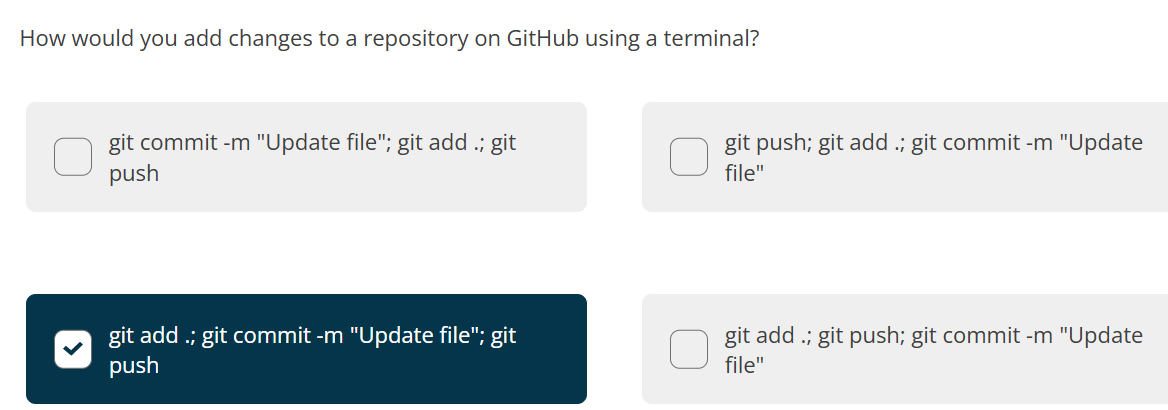 How would you add changes to a repository on GitHub using a terminal?
git commit -m "Update file"; git add .; git
push
git push; git add .; git commit -m "Update
file"
git add .; git commit -m "Update file"; git
push
git add .; git push; git commit -m "Update
file"